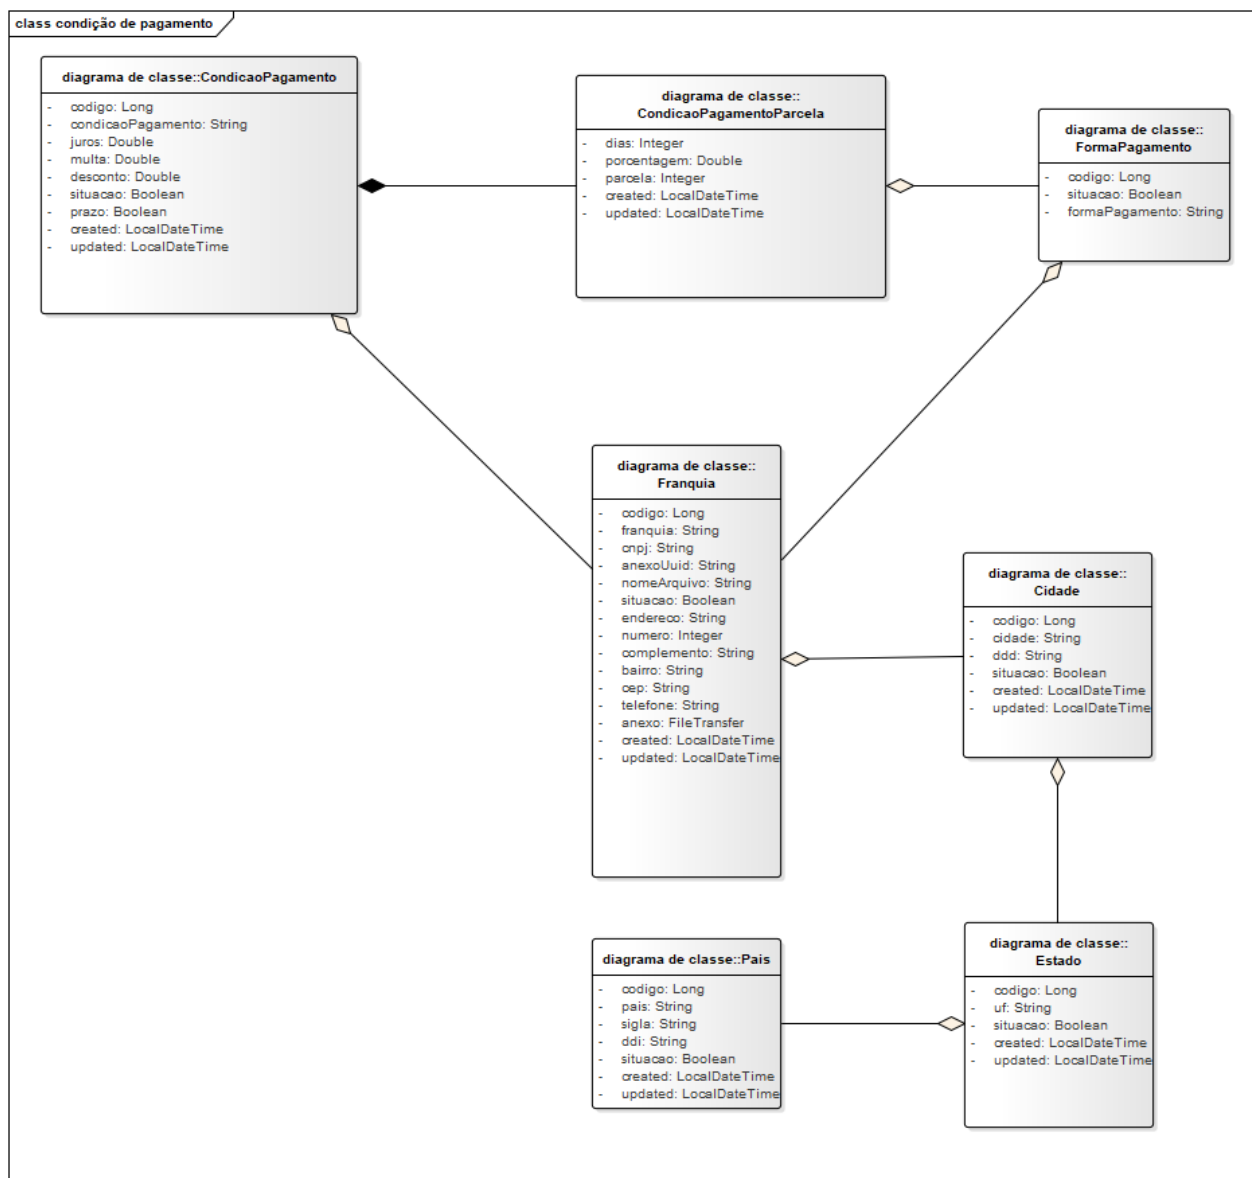 class condição de pagamento
diagrama de classe::CondicaoPagamento
- codigo: Long
- condicaoPagamento: String
- juros: Double
- multa: Double
- desconto: Double
- situacao: Boolean
- prazo: Boolean
- created: LocalDateTime
- updated: LocalDateTime
diagrama de classe::
CondicaoPagamentoParcela
- dias: Integer
- porcentagem: Double
- parcela: Integer
- created: LocalDateTime
- updated: LocalDateTime
diagrama de classe::
FormaPagamento
- codigo: Long
- situacao: Boolean
- formaPagamento: String
diagrama de classe::
Franquia
- codigo: Long
- franquia: String
- cnpj: String
- anexoUuid: String
- nomeArquivo: String
- situacao: Boolean
- endereco: String
- numero: Integer
- complemento: String
- bairro: String
- cep: String
- telefone: String
- anexo: FileTransfer
- created: LocalDateTime
- updated: LocalDateTime
diagrama de classe::
Cidade
- codigo: Long
- cidade: String
- ddd: String
- situacao: Boolean
- created: LocalDateTime
- updated: LocalDateTime
diagrama de classe::Pais
- codigo: Long
- pais: String
- sigla: String
- ddi: String
- situacao: Boolean
- created: LocalDateTime
- updated: LocalDateTime
diagrama de classe::
Estado
- codigo: Long
- uf: String
- situacao: Boolean
- created: LocalDateTime
- updated: LocalDateTime